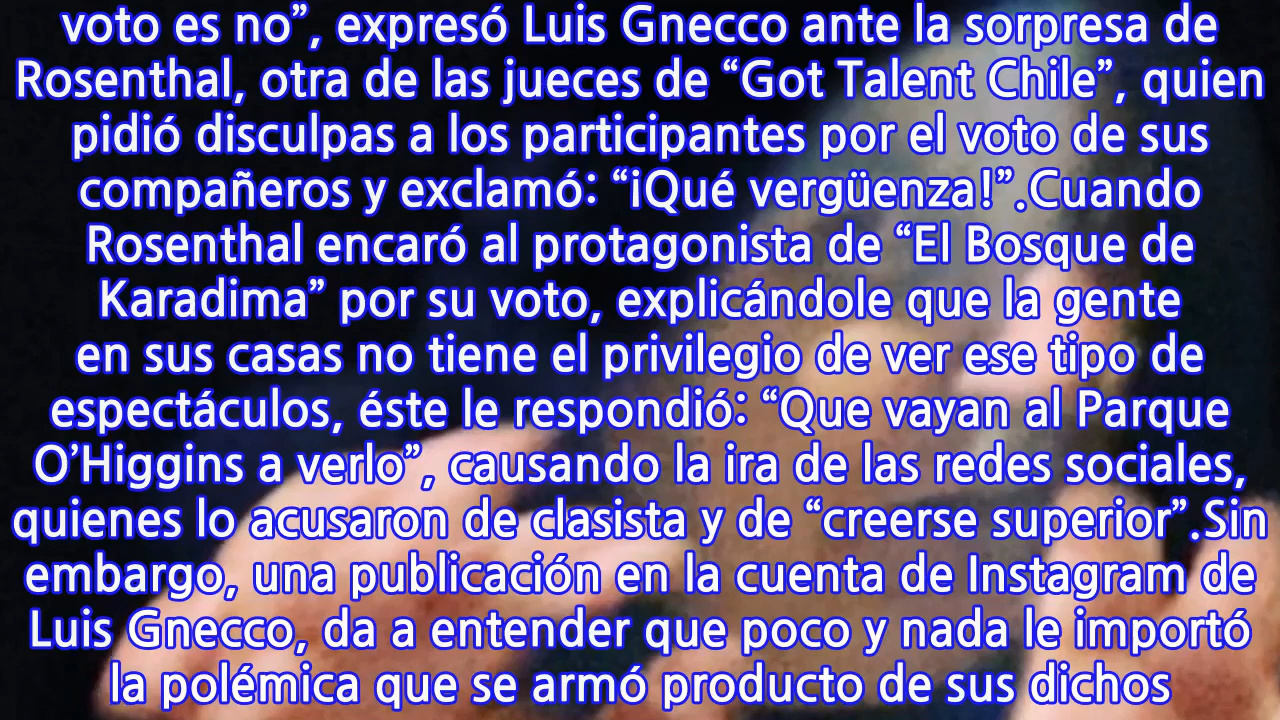 voto es no”, expresó Luis Gnecco ante la sorpresa de
Rosenthal, otra de las jueces de “Got Talent Chile”, quien
pidió disculpas a los participantes por el voto de sus
compañeros y exclamó: “¡Qué vergüenza!”.Cuando
Rosenthal encaró al protagonista de “El Bosque de
Karadima” por su voto, explicándole que la gente
en sus casas no tiene el privilegio de ver ese tipo de
espectáculos, éste le respondió: “Que vayan al Parque
O’Higgins a verlo”, causando la ira de las redes sociales,
quienes lo acusaron de clasista y de “creerse superior”.Sin
embargo, una publicación en la cuenta de Instagram de
Luis Gnecco, da a entender que poco y nada le importó
la polémica que se armó producto de sus dichos